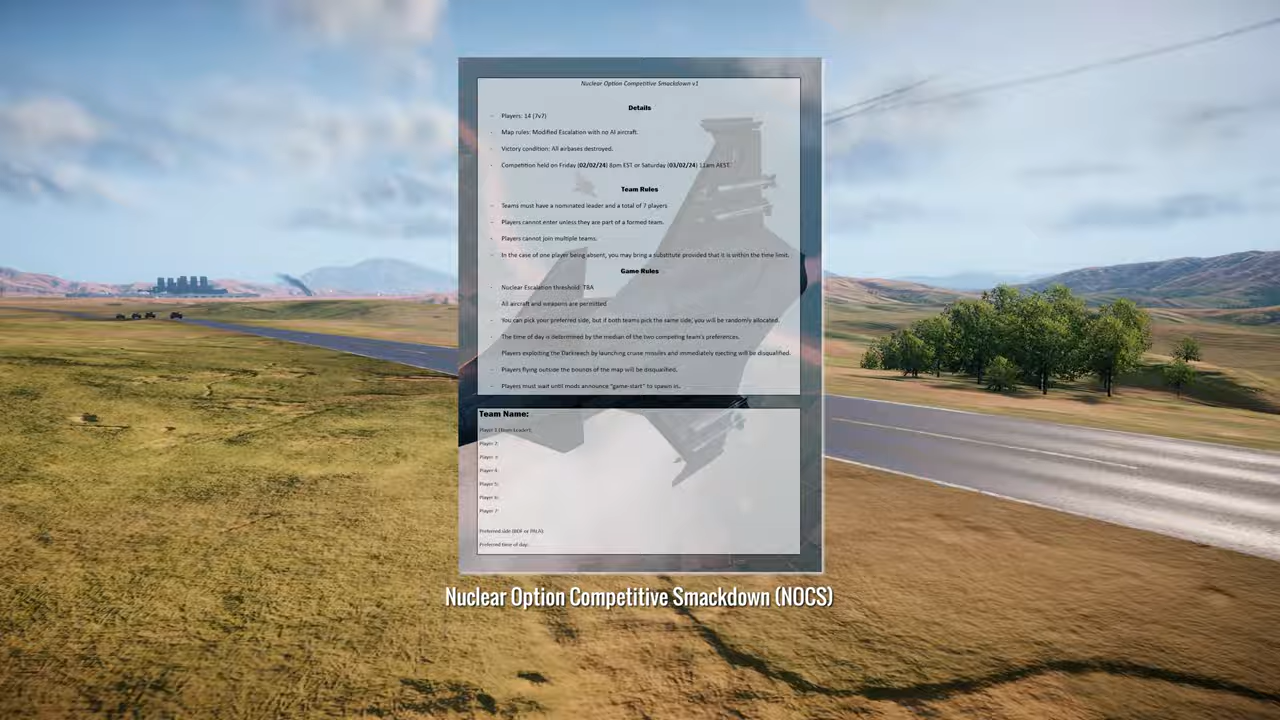 Nuclear Option Competitive Smackdown v1
Details
- Players: 14 (7v7)
- Map rules: Modified Escalation with no AI aircraft.
- Victory condition: All airbases destroyed.
- Competition held on Friday (02/02/24) 8pm EST or Saturday (03/02/24) 11am AEST.
Team Rules
- Teams must have a nominated leader and a total of 7 players
- Players cannot enter unless they are part of a formed team.
- Players cannot join multiple teams.
- In the case of one player being absent, you may bring a substitute provided that it is within the time limit.
Game Rules
- Nuclear Escalation threshold: TBA
All aircraft and weapons are permitted
- You can pick your preferred side, but if both teams pick the same side, you will be randomly allocated.
- The time of day is determined by the median of the two competing team's preferences.
Players exploiting the Darkreach by launching cruise missiles and immediately ejecting will be disqualified.
- Players flying outside the bounds of the map will be disqualified.
- Players must wait until mods announce "game-start" to spawn in.
Team Name:
Player 1 (Team Leader):
Player 2:
Player 3:
Player 4:
Player 5:
Player 6:
Player 7:
Preferred side (BDF or PALA):
Preferred time of day:
Nuclear Option Competitive Smackdown (NOCS)